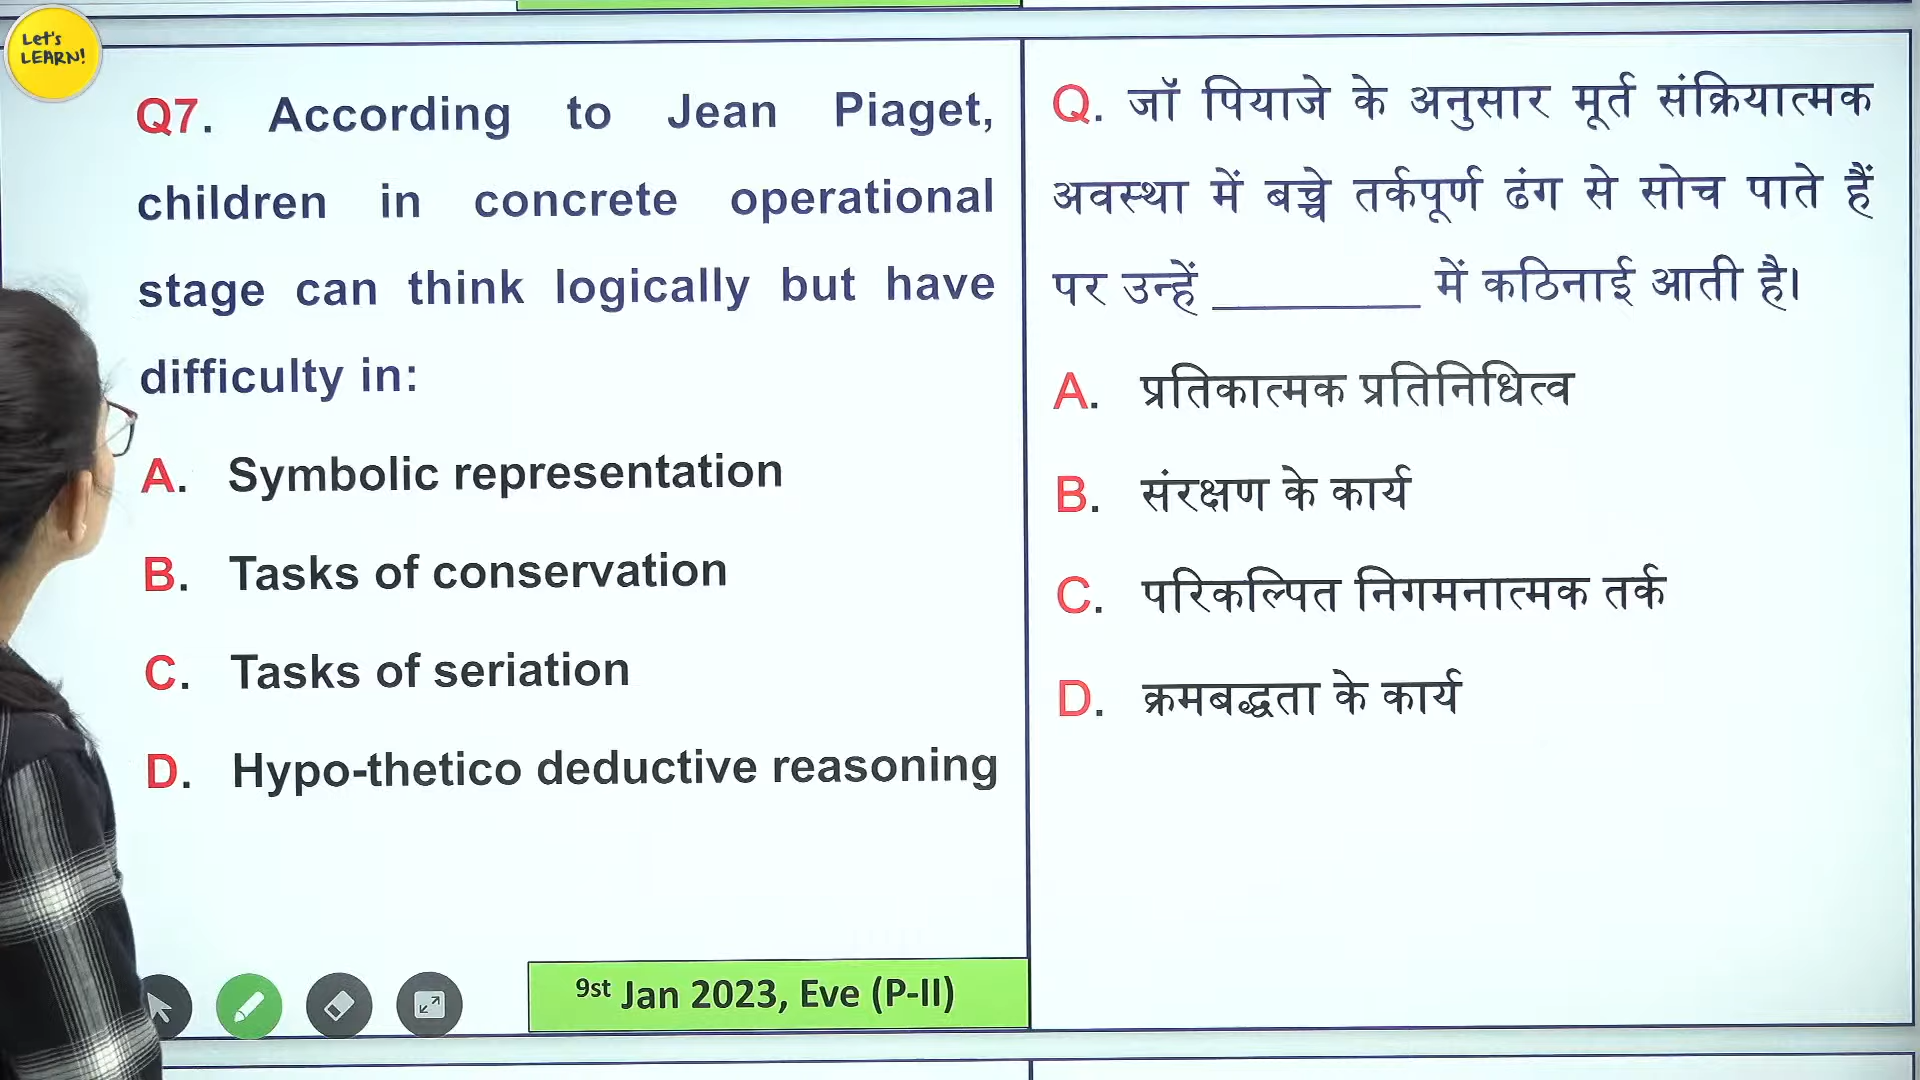 Let's
LEARN!
Q7. According to Jean Piaget,
children in concrete operational
stage can think logically but have
difficulty in:
A. Symbolic representation
B. Tasks of conservation
C. Tasks of seriation
D. Hypo-thetico deductive reasoning
9st Jan 2023, Eve (P-II)
Q. जॉ पियाजे के अनुसार मूर्त संक्रियात्मक
अवस्था में बच्चे तर्कपूर्ण ढंग से सोच पाते हैं
पर उन्हें ________ में कठिनाई आती है।
A. प्रतिकात्मक प्रतिनिधित्व
B. संरक्षण के कार्य
C. परिकल्पित निगमनात्मक तर्क
D. क्रमबद्धता के कार्य